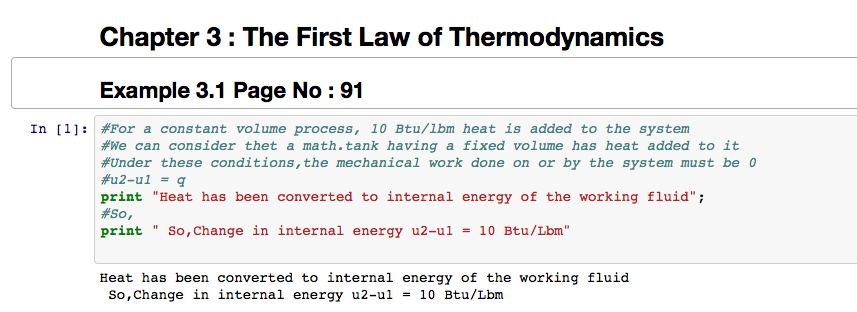 Chapter 3 : The First Law of Thermodynamics
Example 3.1 Page No : 91
In [1]: #For a constant volume process, 10 Btu/lbm heat is added to the system
#We can consider thet a math.tank having a fixed volume has heat added to it
#Under these conditions,the mechanical work done on or by the system must be 0
#u2-u1 = q
print "Heat has been converted to internal energy of the working fluid";
#So,
print " So,Change in internal energy u2-u1 = 10 Btu/Lbm"
Heat has been converted to internal energy of the working fluid
 So,Change in internal energy u2-u1 = 10 Btu/Lbm